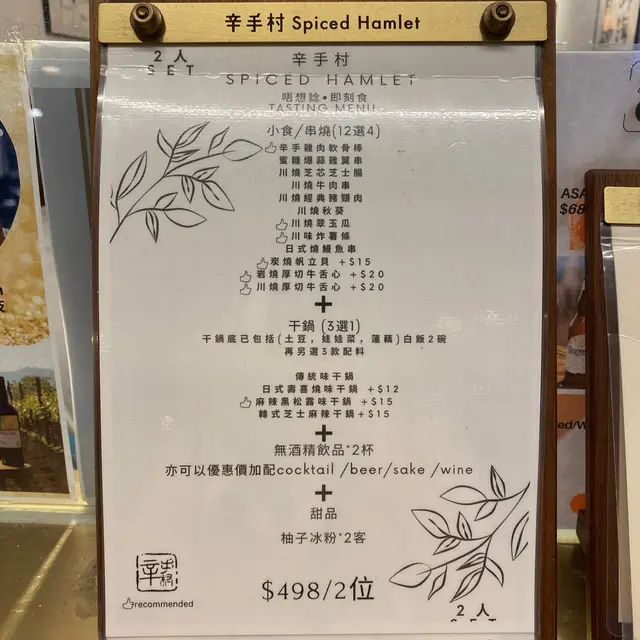 辛手村 Spiced Hamlet
2 人
SET
辛手村
SPICED HAMLET
唔想諗•即刻食
TASTING MENU
小食/串燒(12選4)
辛手雞肉軟骨棒
蜜糖爆蒜雞翼串
川燒芝芯芝士腸
川燒牛肉串
川燒經典豬頸肉
川燒秋葵
川燒翠玉瓜
川味炸薯條
日式燒鰻魚串
炭燒帆立貝 +$15
岩燒厚切牛舌心 +$20
川燒厚切牛舌心 +$20
+
干鍋 (3選1)
干鍋底已包括(土豆，娃娃菜，蓮藕)白飯2碗
再另選3款配料
傳統味干鍋
日式壽喜燒味干鍋 +$12
麻辣黑松露味干鍋 +$15
韓式芝士麻辣干鍋+$15
+
無酒精飲品*2杯
亦可以優惠價加配cocktail /beer/sake /wine
+
甜品
柚子冰粉*2客
辛手村
recommended
$498/2位
2 人
ASA
$68
ed/W